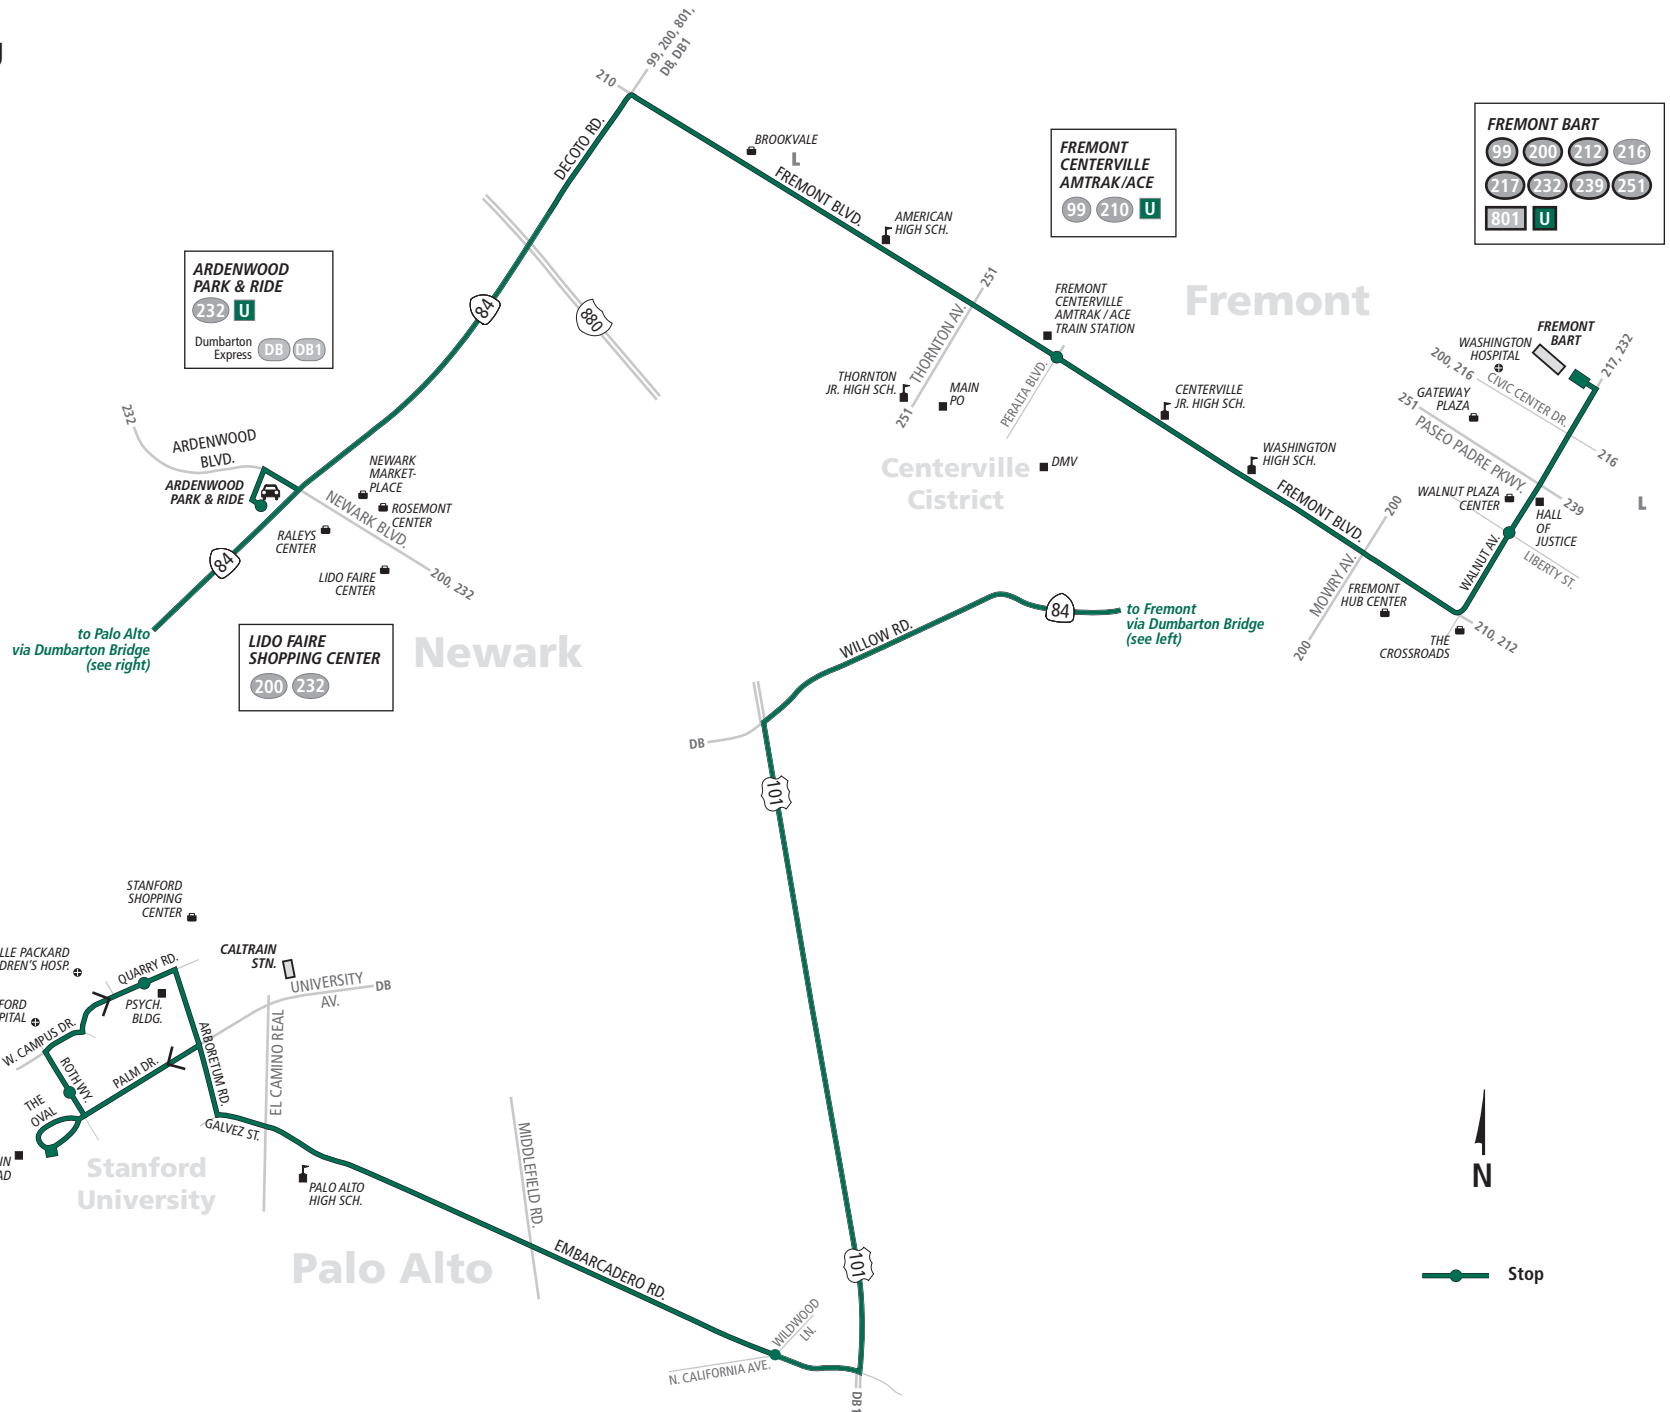 99, 200, 801,
DB, DB1
210
DECOTO RD.
BROOKVALE
L
FREMONT BLVD.
AMERICAN
HIGH SCH.
FREMONT
CENTERVILLE
AMTRAK/ACE
99 210 U
FREMONT BART
99 200 212 216
217 232 239 251
801 U
ARDENWOOD
PARK & RIDE
232 U
Dumbarton
Express DB DB1
84
880
251
THORNTON AV.
251
THORNTON
JR. HIGH SCH.
MAIN
PO
FREMONT
CENTERVILLE
AMTRAK / ACE
TRAIN STATION
PERALTA BLVD.
Fremont
CENTERVILLE
JR. HIGH SCH.
Centerville
Cistrict
DMV
WASHINGTON
HIGH SCH.
FREMONT BLVD.
WASHINGTON
HOSPITAL
FREMONT
BART
217, 232
200, 216
CIVIC CENTER DR.
216
GATEWAY
PLAZA
251
PASEO PADRE PKWY.
239
WALNUT PLAZA
CENTER
HALL
OF
JUSTICE
L
WALNUT AV.
LIBERTY ST.
200
MOWRY AV.
200
FREMONT
HUB CENTER
THE
CROSSROADS
210, 212
232
ARDENWOOD
BLVD.
ARDENWOOD
PARK & RIDE
NEWARK
MARKET-
PLACE
ROSEMONT
CENTER
NEWARK BLVD.
RALEYS
CENTER
LIDO FAIRE
CENTER
200, 232
84
to Palo Alto
via Dumbarton Bridge
(see right)
LIDO FAIRE
SHOPPING CENTER
200 232
Newark
WILLOW RD.
84
to Fremont
via Dumbarton Bridge
(see left)
DB
101
STANFORD
SHOPPING
CENTER
LLE PACKARD
DREN'S HOSP.
CALTRAIN
STN.
QUARRY RD.
UNIVERSITY
AV.
DB
FORD
PITAL
PSYCH.
BLDG.
W. CAMPUS DR.
ROTH WY.
PALM DR.
ARBORETUM RD.
EL CAMINO REAL
THE
OVAL
GALVEZ ST.
IN
AD
Stanford
University
PALO ALTO
HIGH SCH.
MIDDLEFIELD RD.
Palo Alto
EMBARCADERO RD.
101
WILDWOOD
LN.
N. CALIFORNIA AVE.
DB1
N
Stop